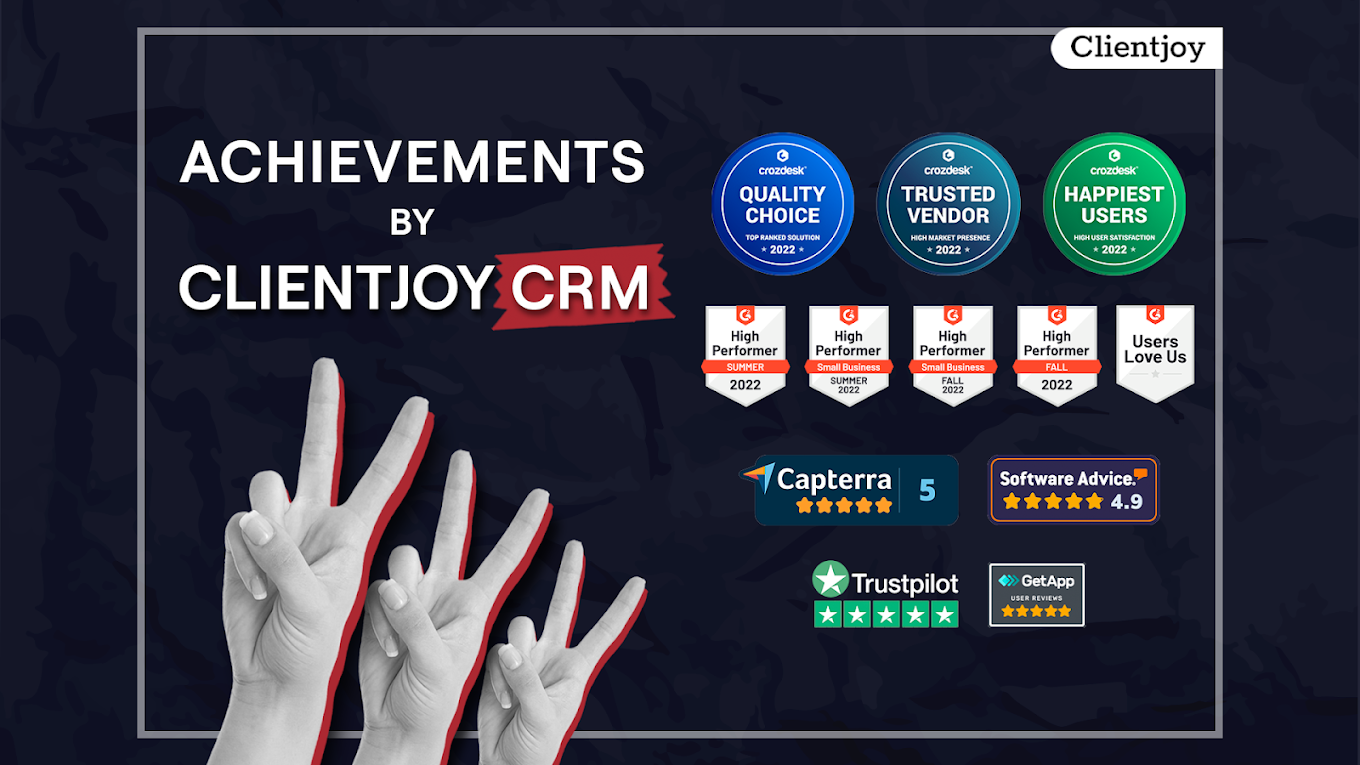 Clientjoy
ACHIEVEMENTS
BY
CLIENTJOY CRM
crozdesk
QUALITY
CHOICE
TOP RANKED SOLUTION
2022
crozdesk
TRUSTED
VENDOR
HIGH MARKET PRESENCE
2022
crozdesk
HAPPIEST
USERS
HIGH USER SATISFACTION
2022
High
Performer
SUMMER
2022
High
Performer
Small Business
SUMMER
2022
High
Performer
Small Business
FALL
2022
High
Performer
FALL
2022
Users
Love Us
Capterra
5
Software Advice.
4.9
Trustpilot
GetApp
USER REVIEWS